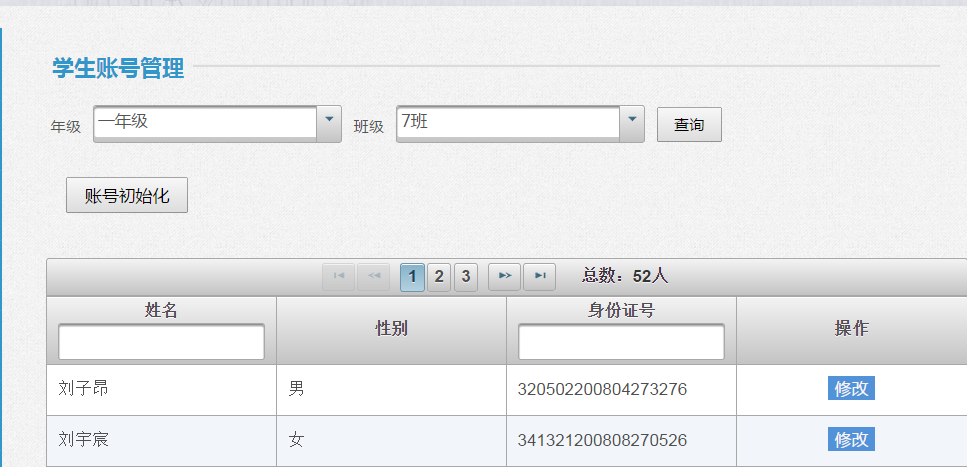 学生账号管理
年级 一年级 班级 7班 查询
账号初始化
1 2 3 总数：52人
姓名 性别 身份证号 操作
刘子昂 男 320502200804273276 修改
刘宇宸 女 341321200808270526 修改